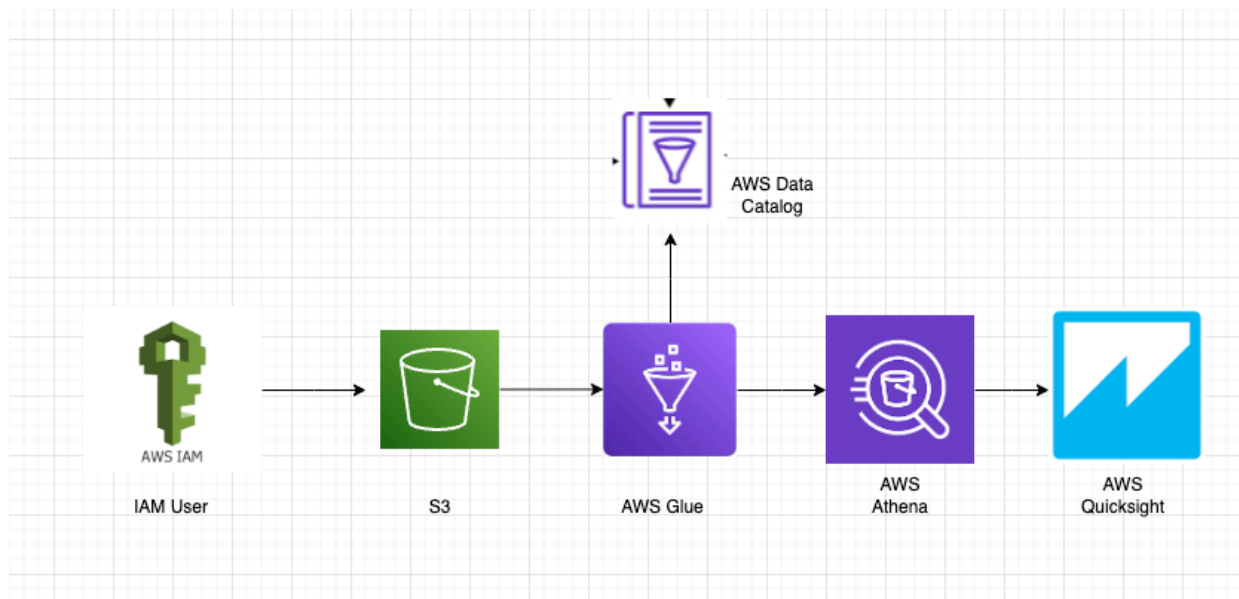 AWS Data
Catalog
AWS IAM
IAM User
S3
AWS Glue
AWS
Athena
AWS
Quicksight